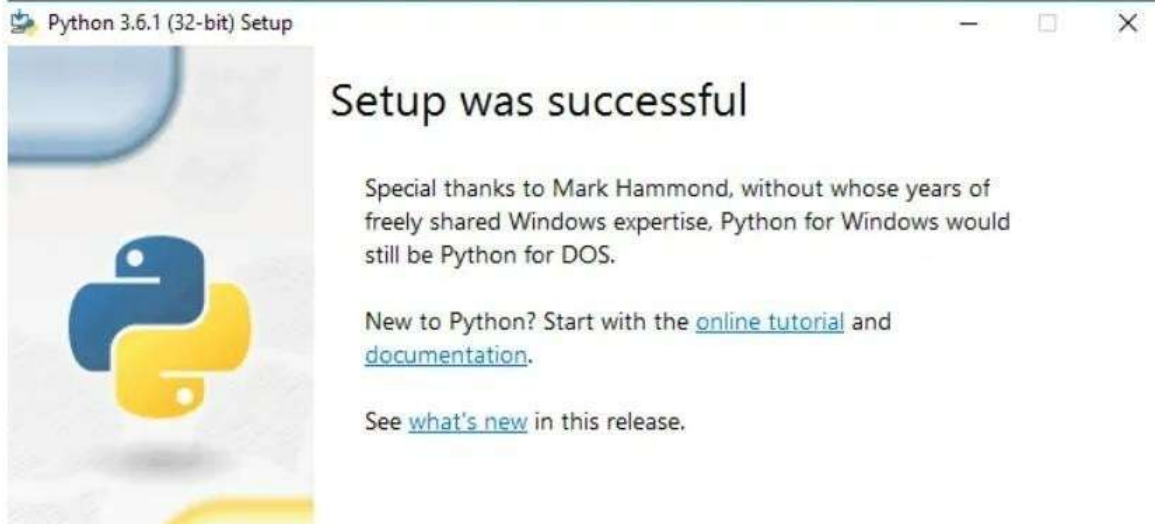 Python 3.6.1 (32-bit) Setup
Setup was successful
Special thanks to Mark Hammond, without whose years of
freely shared Windows expertise, Python for Windows would
still be Python for DOS.
New to Python? Start with the online tutorial and
documentation.
See what's new in this release.